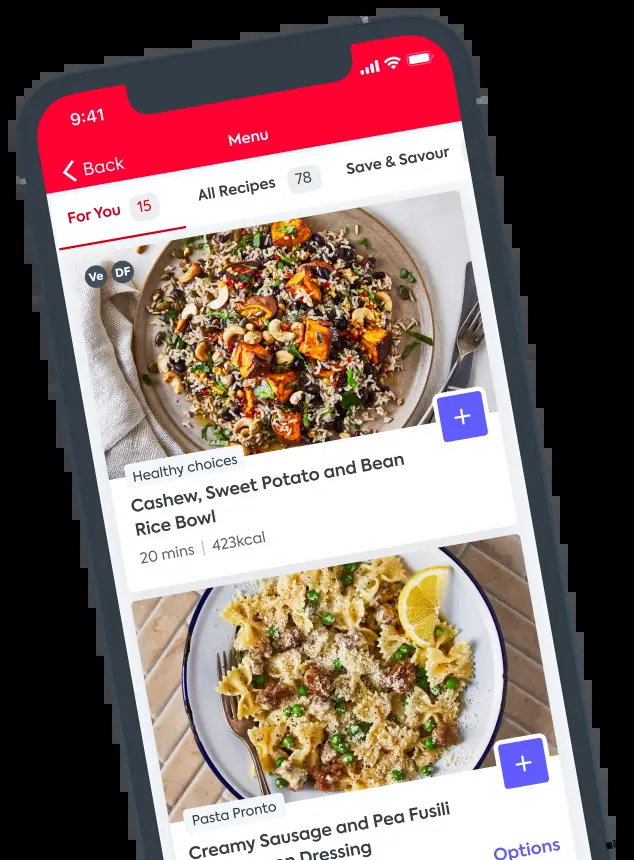 9:41
Menu
Back
For You 15
All Recipes 78
Save & Savour
Ve DF
Healthy choices
Cashew, Sweet Potato and Bean
Rice Bowl
20 mins | 423kcal
Pasta Pronto
Creamy Sausage and Pea Fusili
Dressing
Options